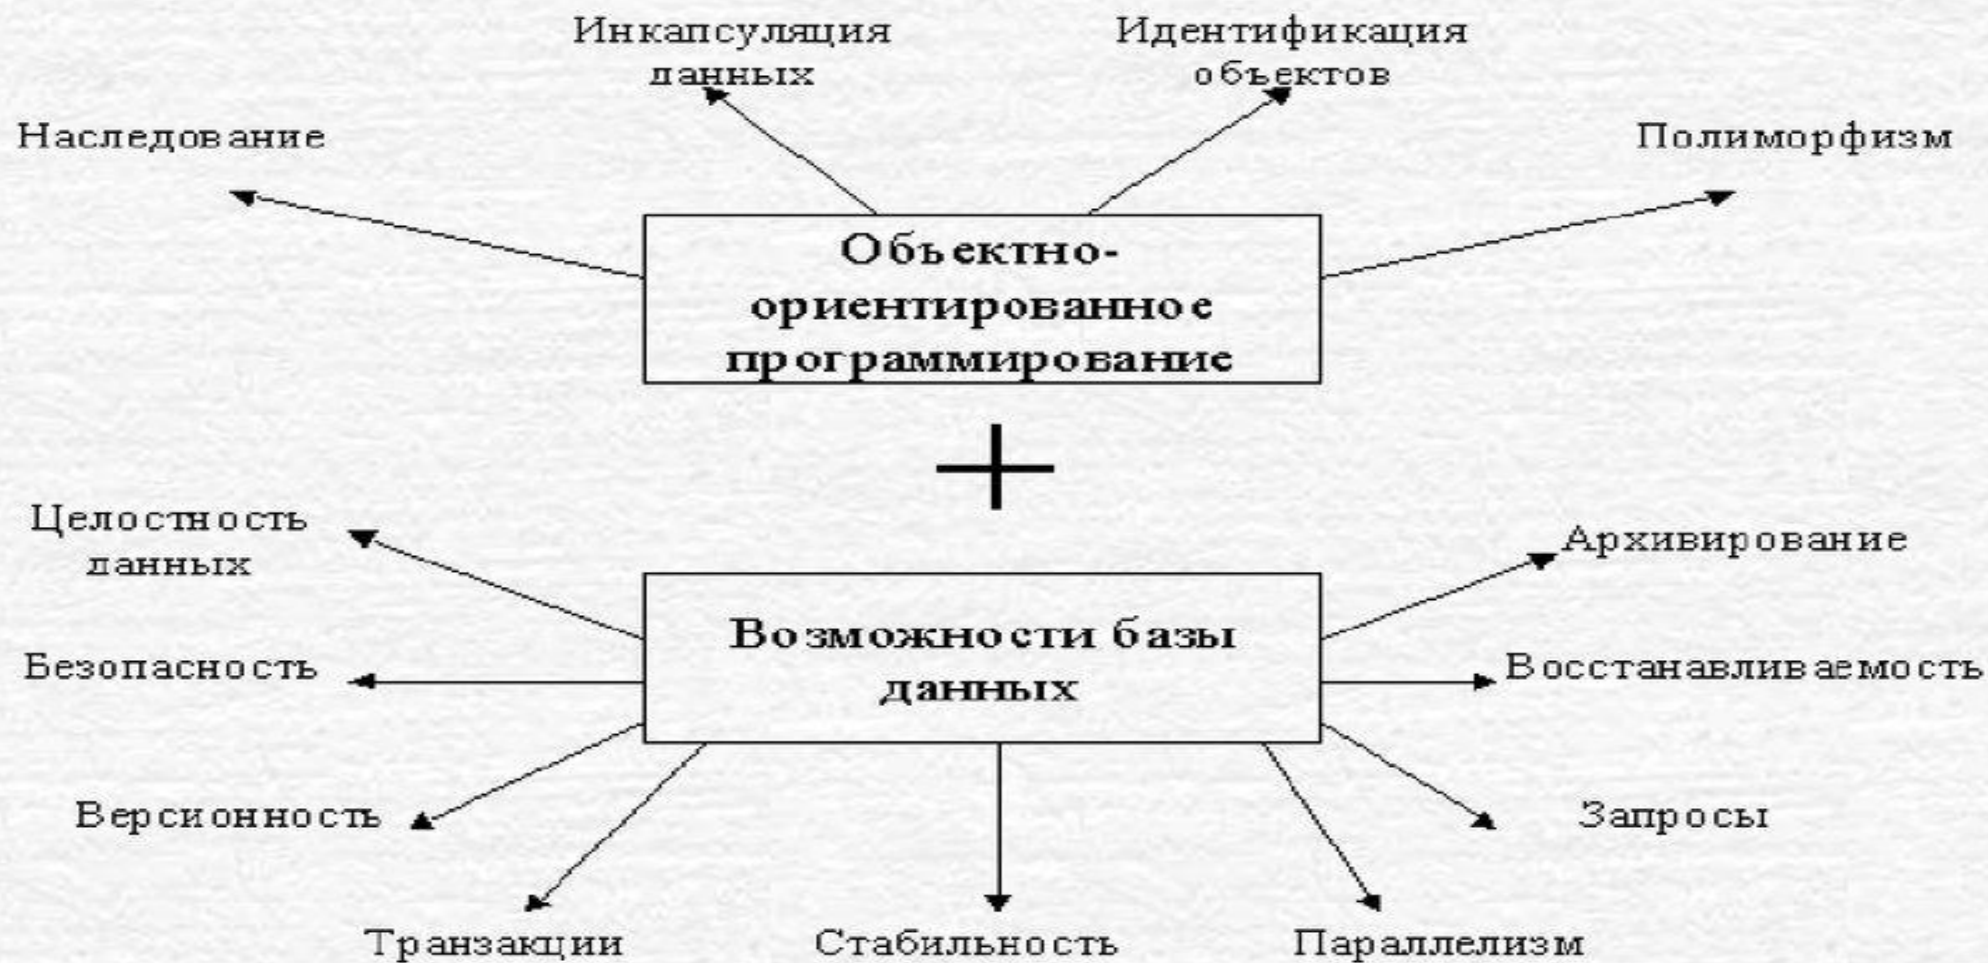 Инкапсуляция
данных
Идентификация
объектов
Наследование
Полиморфизм
Объектно-
ориентированное
программирование
+
Целостность
данных
Архивирование
Возможности базы
данных
Безопасность
Восстанавливаемость
Версионность
Запросы
Транзакции
Стабильность
Параллелизм